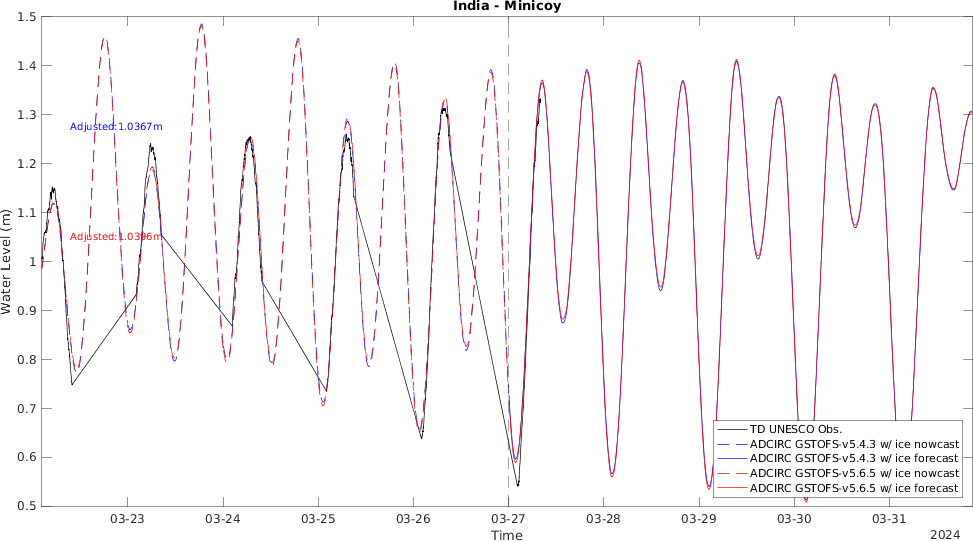 India - Minicoy
1.5
1.4
1.3
1.2
1.1
1
0.9
0.8
0.7
0.6
0.5
Water Level (m)
Adjusted:1.0367m
Adjusted:1.0396m
TD UNESCO Obs.
ADCIRC GSTOFS-v5.4.3 w/ ice nowcast
ADCIRC GSTOFS-v5.4.3 w/ ice forecast
ADCIRC GSTOFS-v5.6.5 w/ ice nowcast
ADCIRC GSTOFS-v5.6.5 w/ ice forecast
03-23 03-24 03-25 03-26 03-27 03-28 03-29 03-30 03-31
Time
2024